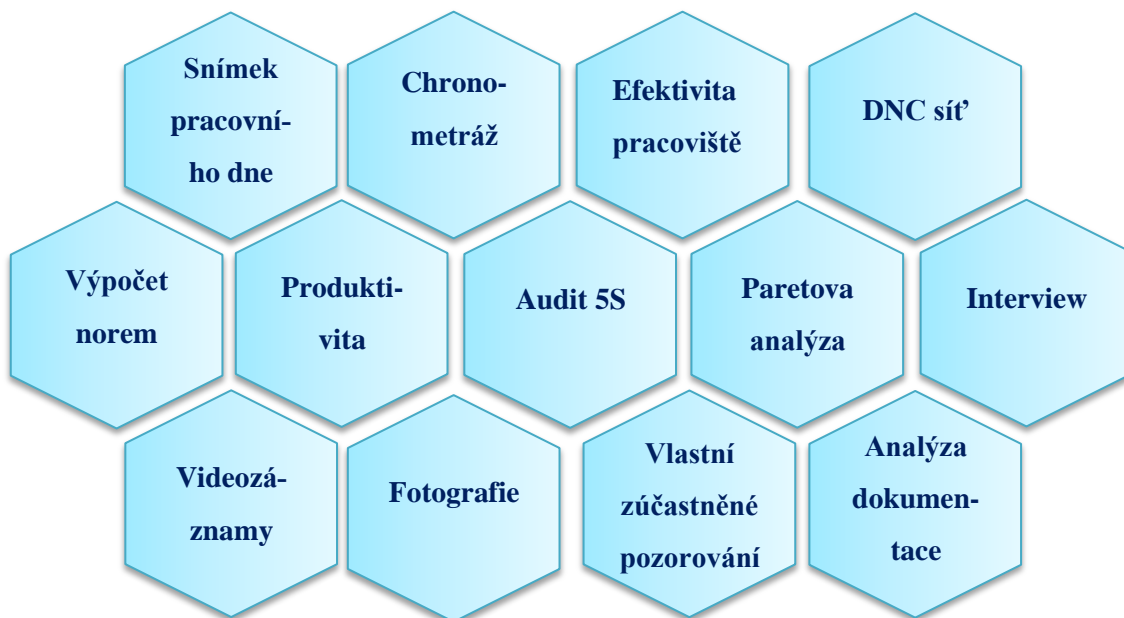 Snímek
pracovní-
ho dne
Chrono-
metráž
Efektivita
pracoviště
DNC síť
Výpočet
norem
Produkti-
vita
Audit 5S
Paretova
analýza
Interview
Videozá-
znamy
Fotografie
Vlastní
zúčastněné
pozorování
Analýza
dokumen-
tace